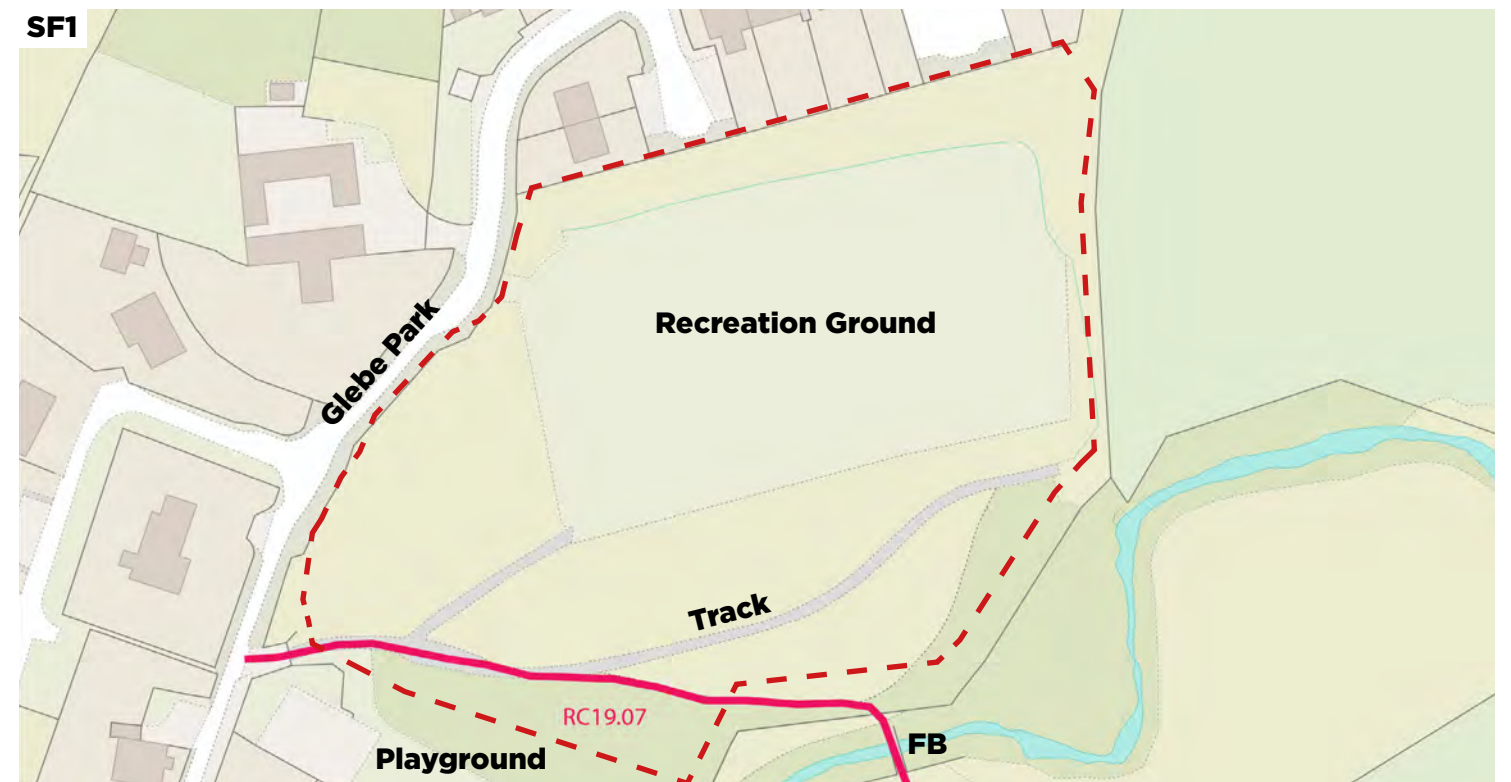 SF1
Glebe Park
Recreation Ground
Track
RC19.07
Playground
FB